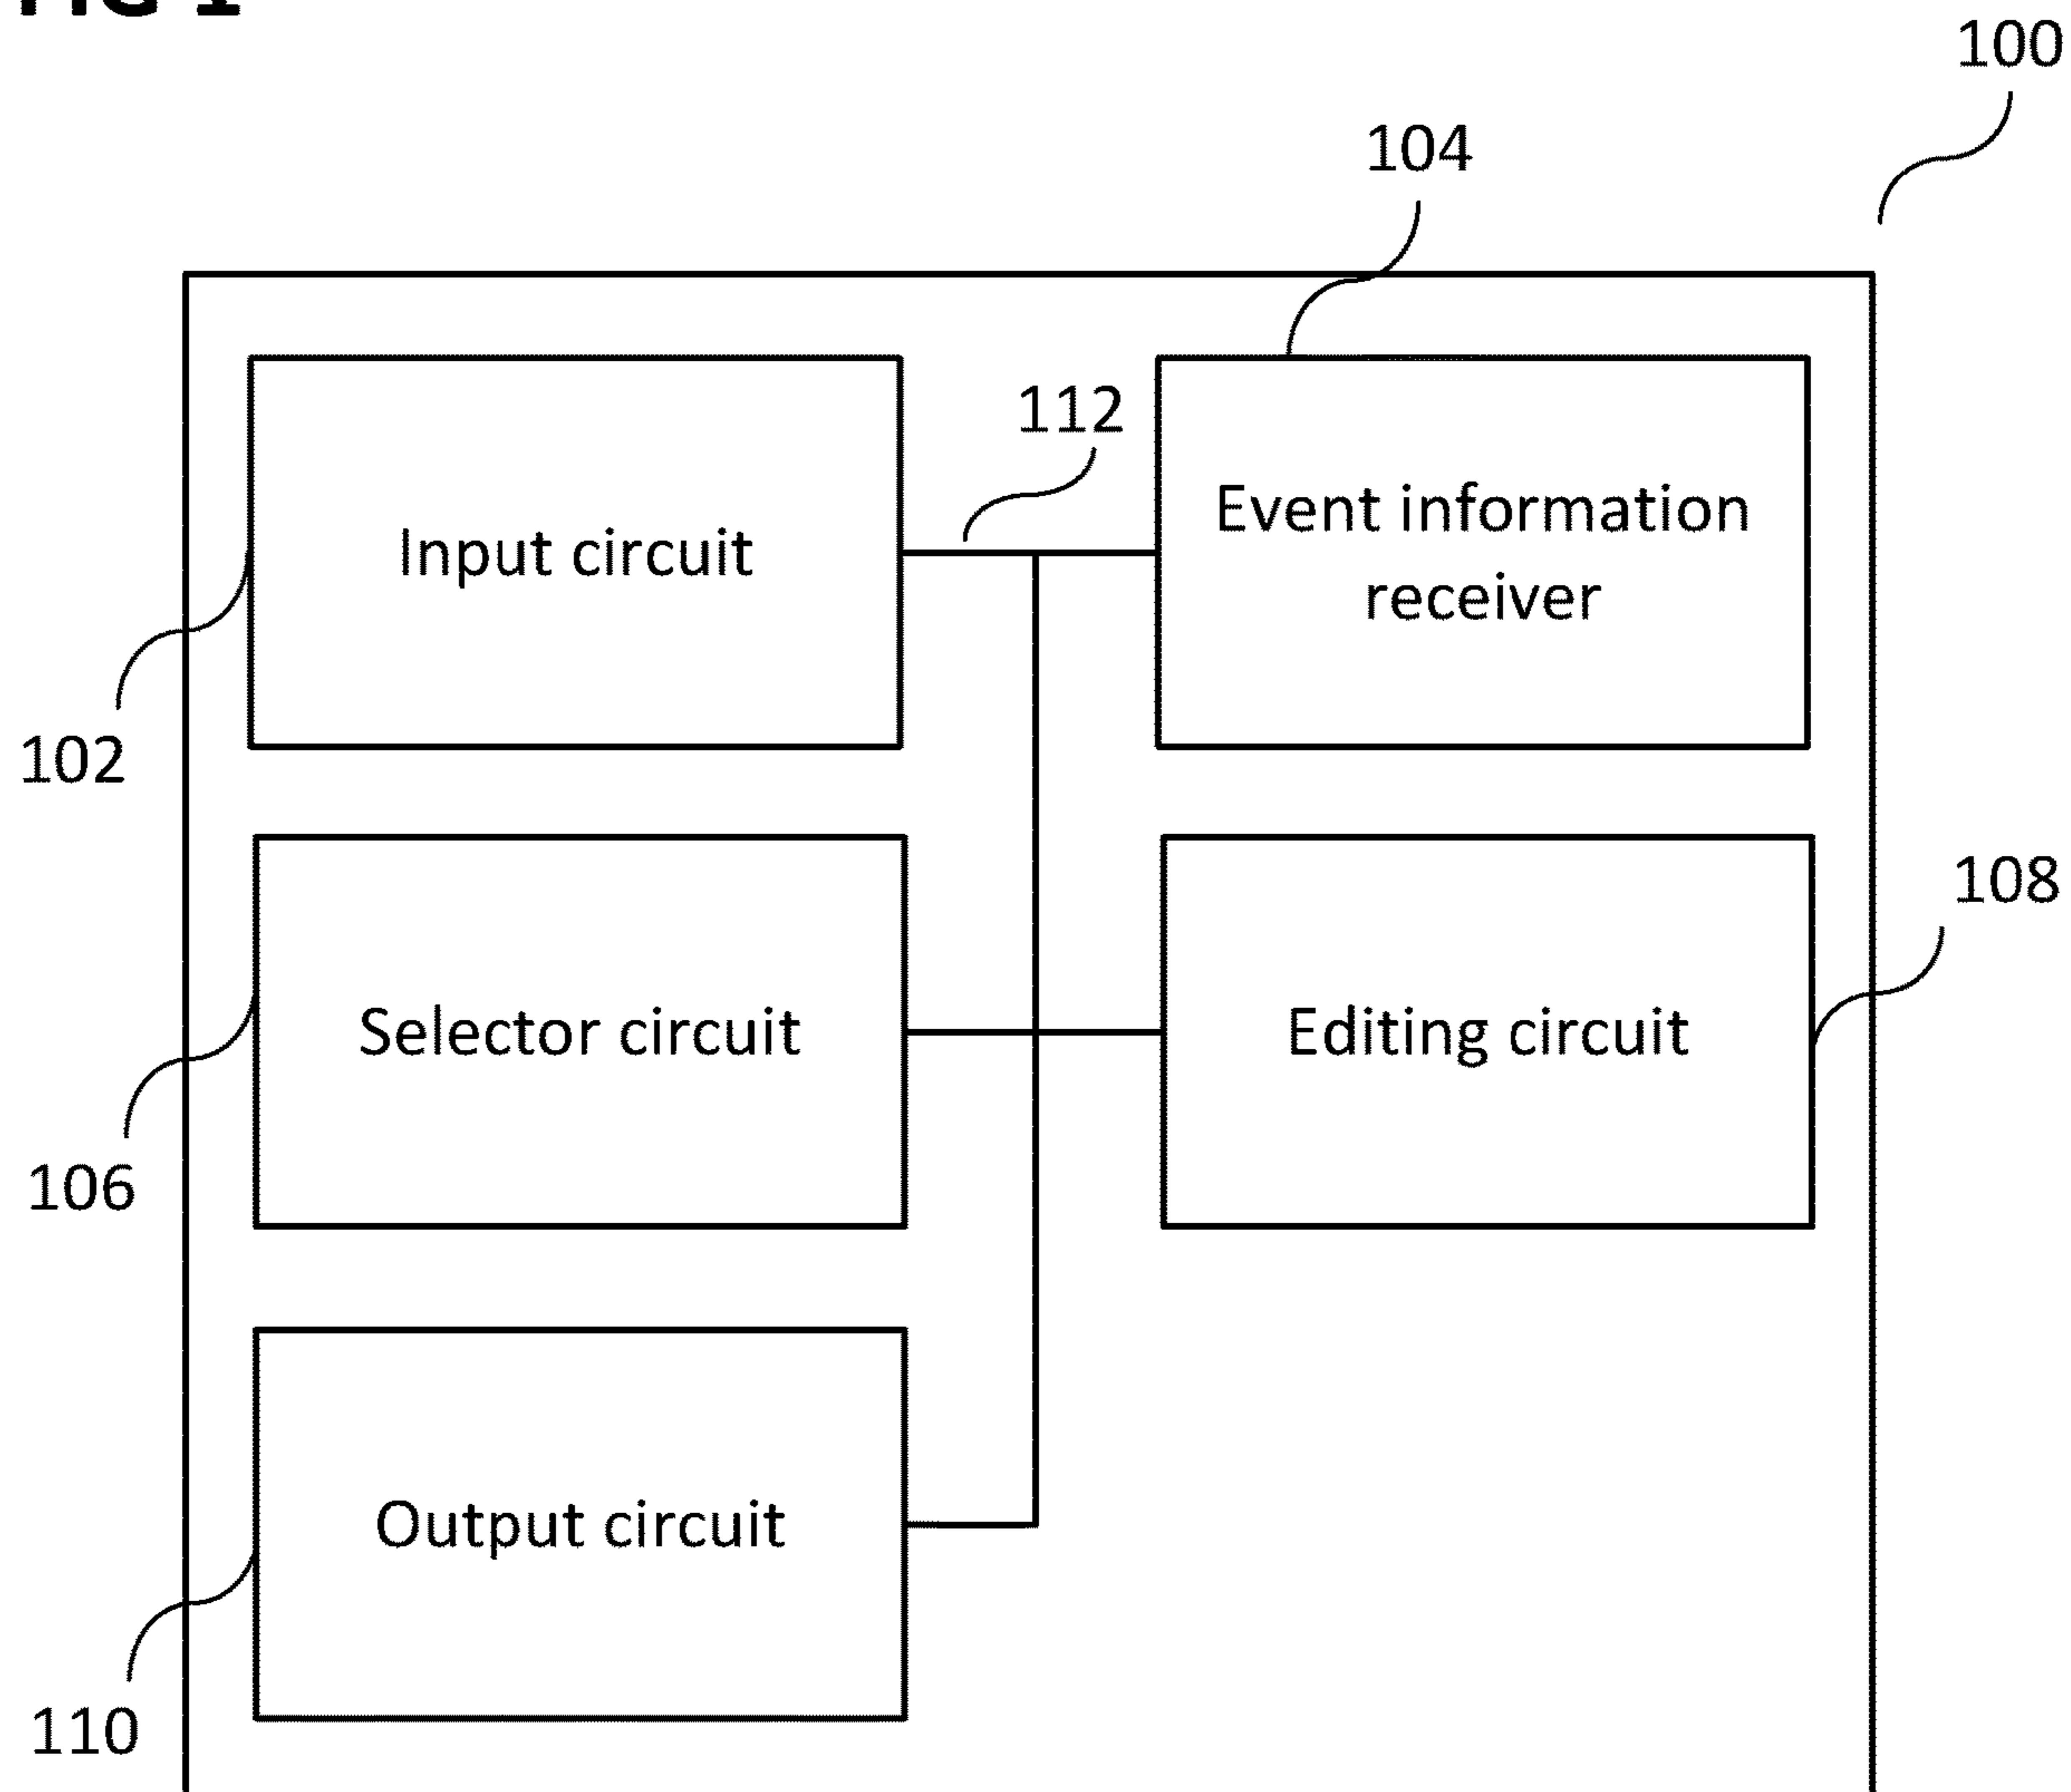 100
104
112
Input circuit
Event information
receiver
102
108
Selector circuit
Editing circuit
106
Output circuit
110